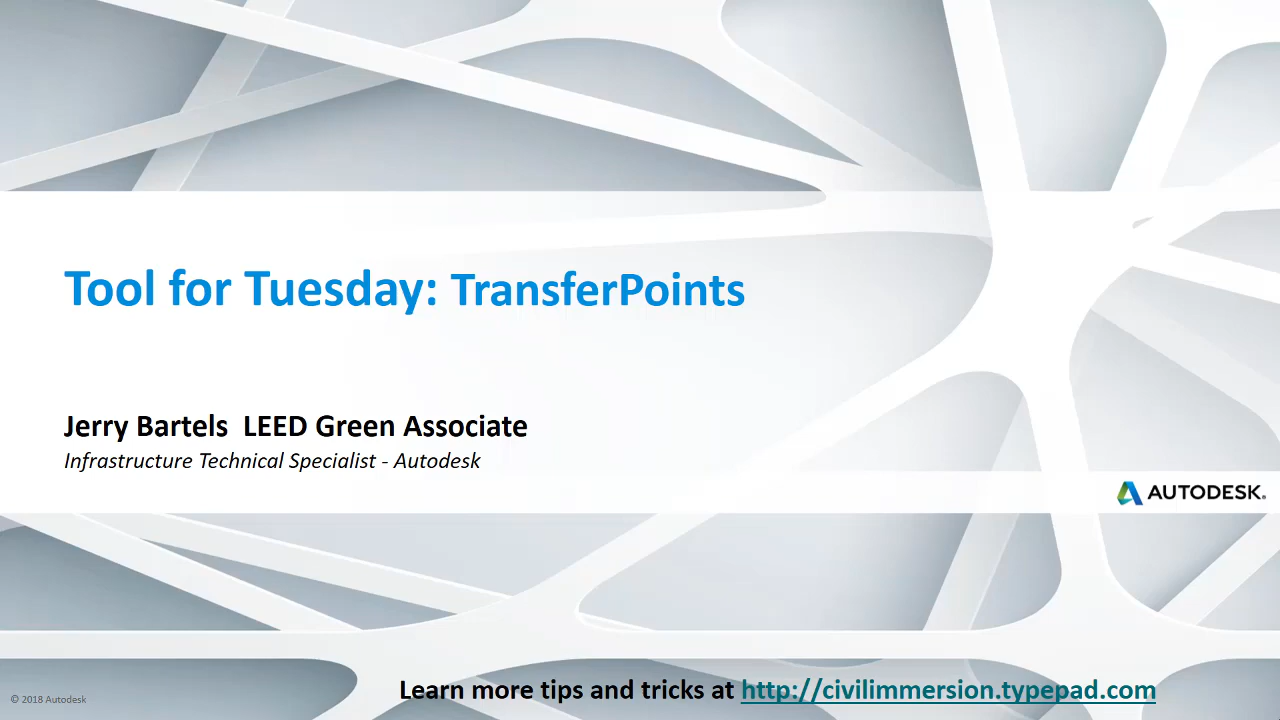 Tool for Tuesday: TransferPoints
Jerry Bartels  LEED Green Associate
Infrastructure Technical Specialist - Autodesk
AUTODESK.
© 2018 Autodesk
Learn more tips and tricks at http://civilimmersion.typepad.com